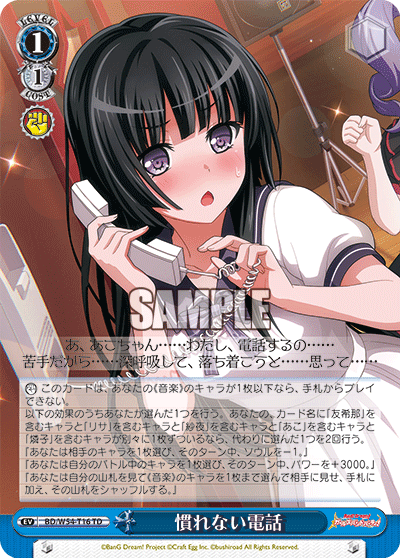 LEVEL
1
1
COST
SAMPLE
あ、あこちゃん……わたし、電話するの……
苦手だから……深呼吸して、落ち着こうと……思って……
このカードは、あなたの《音楽》のキャラが1枚以下なら、手札からプレイ
できない。
以下の効果のうちあなたが選んだ1つを行う。あなたの、カード名に「友希那」を
含むキャラと「リサ」を含むキャラと「紗夜」を含むキャラと「あこ」を含むキャラと
「燐子」を含むキャラが別々に1枚ずついるなら、代わりに選んだ1つを2回行う。
『あなたは相手のキャラを1枚選び、そのターン中、ソウルを－1。』
『あなたは自分のバトル中のキャラを1枚選び、そのターン中、パワーを＋3000。』
『あなたは自分の山札を見て《音楽》のキャラを1枚まで選んで相手に見せ、手札に
加え、その山札をシャッフルする。』
EV
BD/W54-T16 TD
慣れない電話
©BanG Dream! Project ©Craft Egg Inc. ©bushiroad All Rights Reserved.